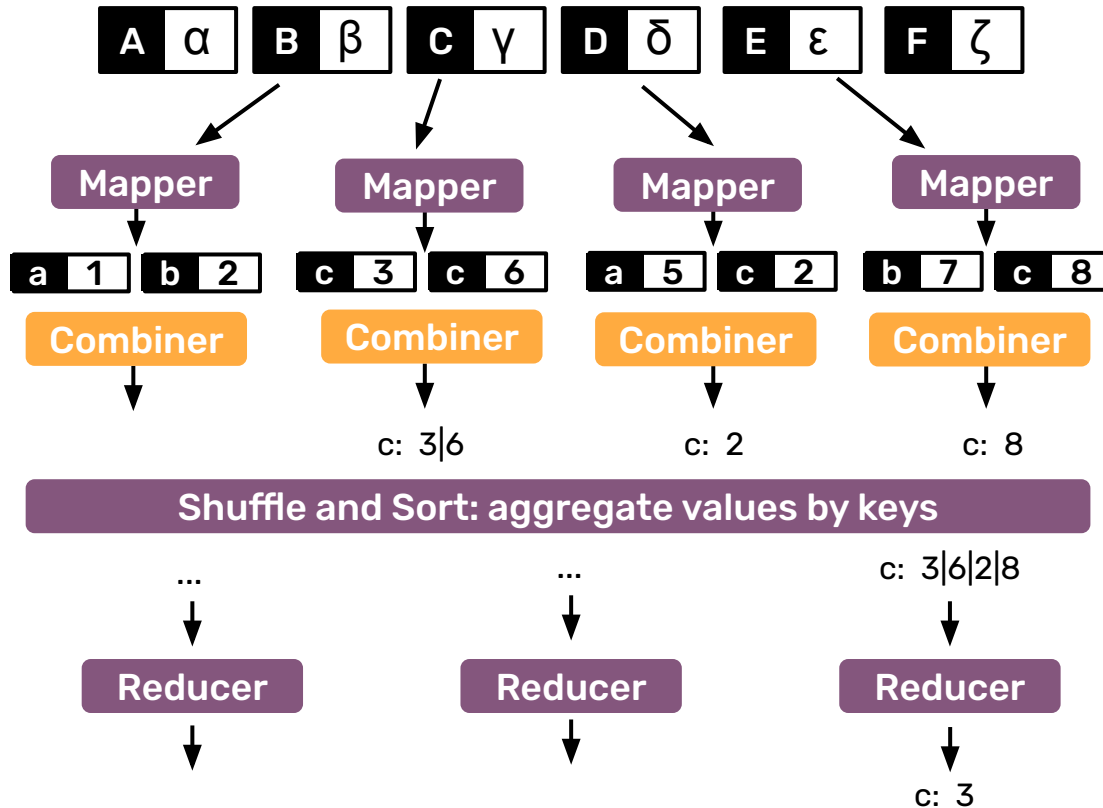 A α B β C γ D δ E ε F ζ
Mapper Mapper Mapper Mapper
a 1 b 2 c 3 c 6 a 5 c 2 b 7 c 8
Combiner Combiner Combiner Combiner
c: 3|6 c: 2 c: 8
Shuffle and Sort: aggregate values by keys
... ... c: 3|6|2|8
Reducer Reducer Reducer
c: 3